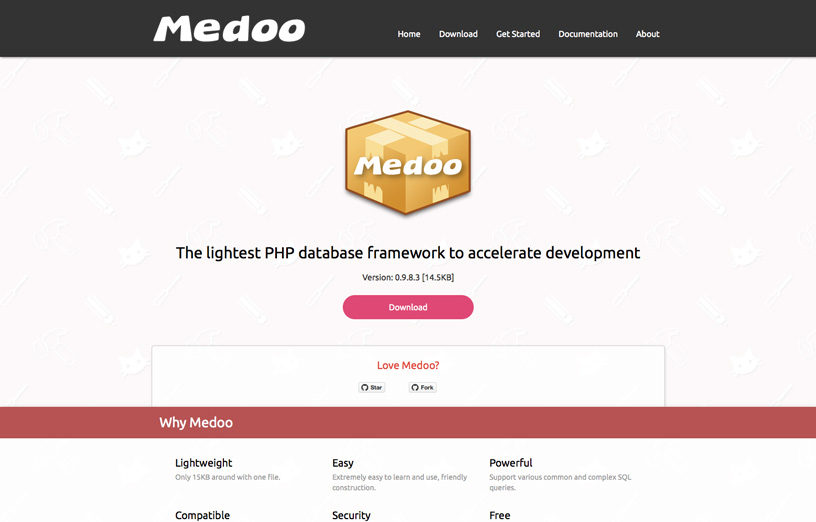 Medoo
Home Download Get Started Documentation About
Medoo
The lightest PHP database framework to accelerate development
Version: 0.9.8.3 [14.5KB]
Download
Love Medoo?
Star Fork
Why Medoo
Lightweight Easy Powerful
Only 15KB around with one file. Extremely easy to learn and use, friendly Support various common and complex SQL
construction. queries.
Compatible Security Free